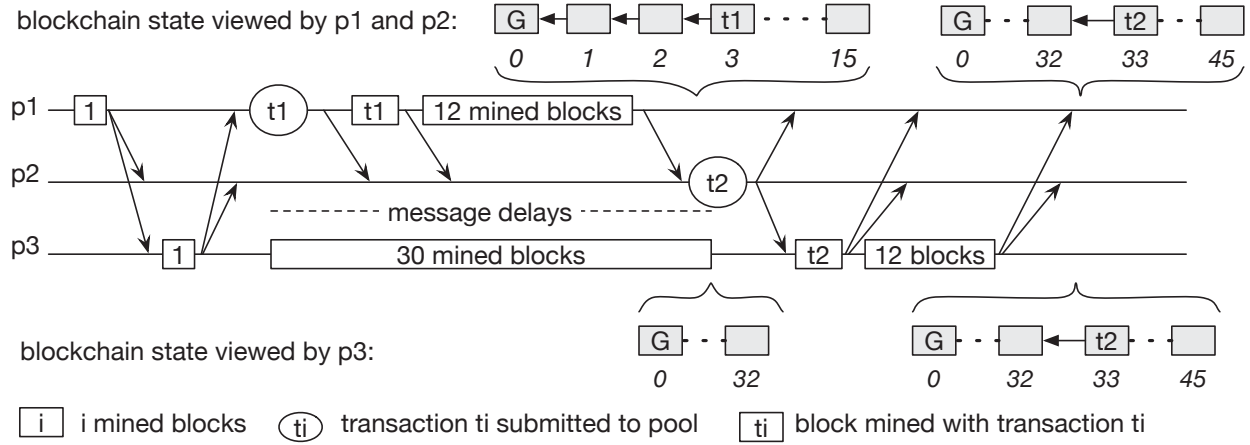 blockchain state viewed by p1 and p2:
G t1
0 1 2 3 15
G t2
0 32 33 45
p1 1 t1 t1 12 mined blocks
p2 t2
message delays
p3 1 30 mined blocks t2 12 blocks
blockchain state viewed by p3:
G
0 32
G t2
0 32 33 45
i i mined blocks ti transaction ti submitted to pool ti block mined with transaction ti